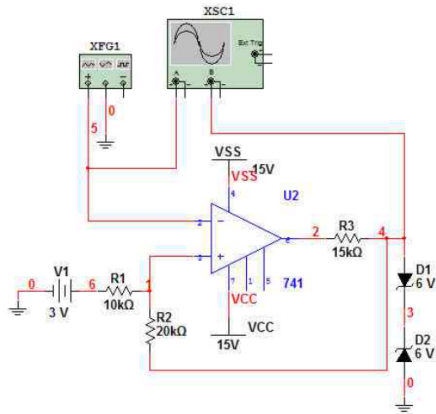 XSC1
XFG1
Ext Trig
A
B
0
5
VSS
15V
VSS
4
U2
2
2
6
R3
4
15kΩ
3
741
7
1
5
D1
6 V
V1
R1
0
6
1
VCC
3
3 V
10kΩ
R2
20kΩ
VCC
15V
D2
6 V
0